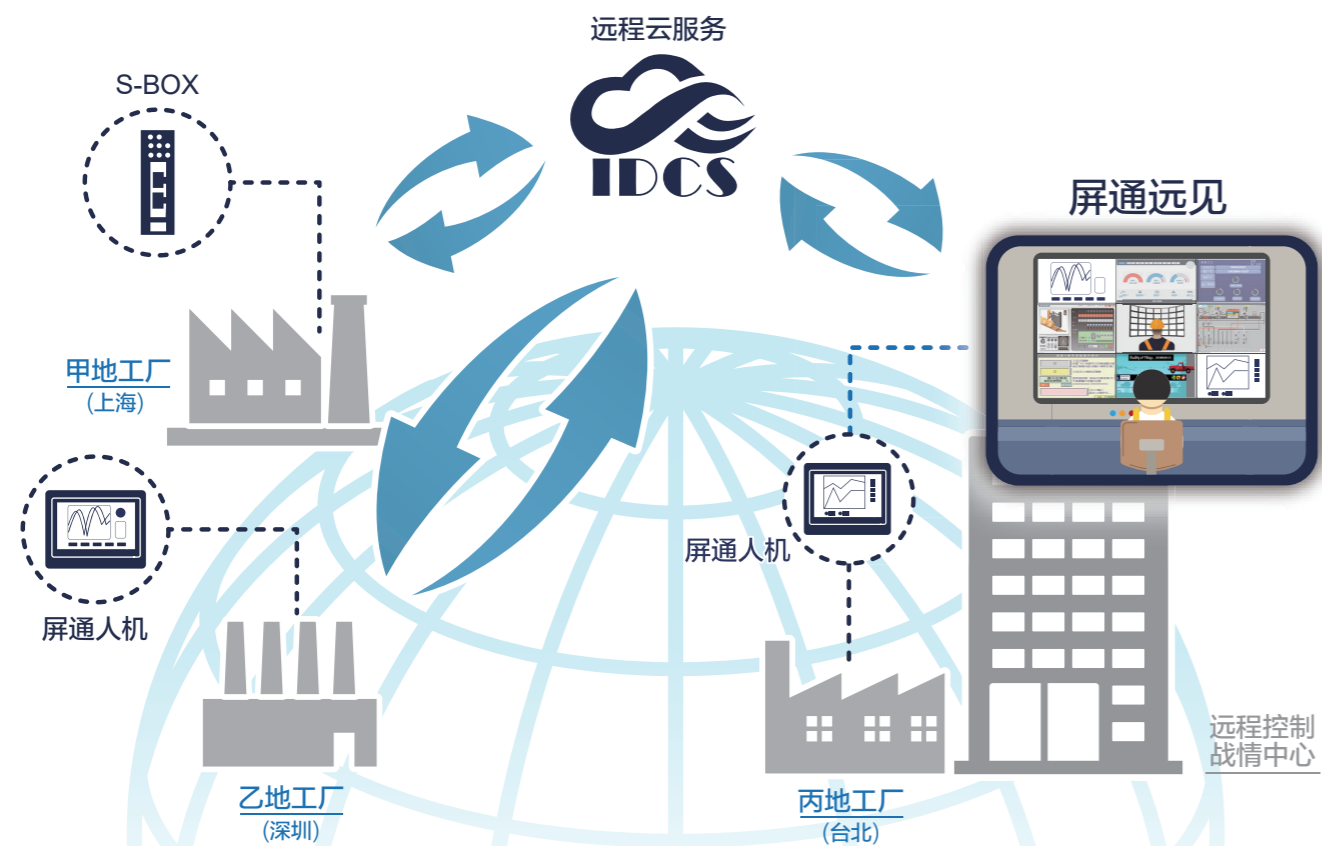 远程云服务
IDCS
S-BOX
屏通远见
甲地工厂
(上海)
屏通人机
屏通人机
乙地工厂
(深圳)
丙地工厂
(台北)
远程控制
战情中心